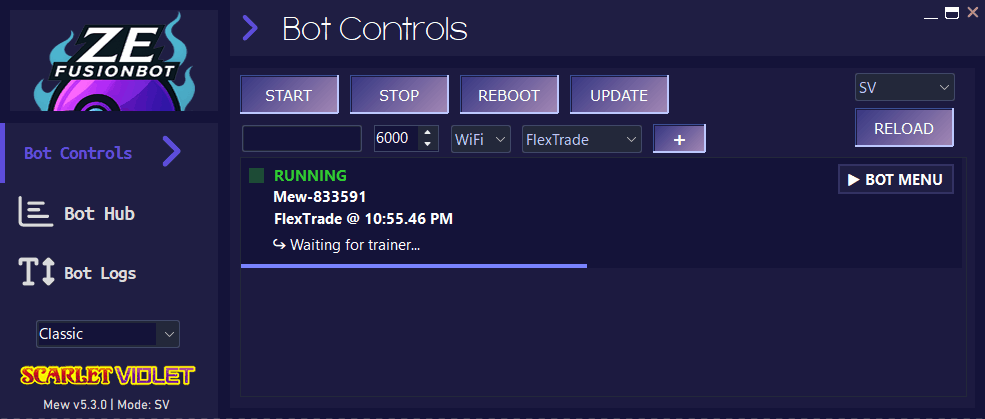 ZE
FUSIONBOT
Bot Controls
Bot Hub
Bot Logs
Classic
SCARLET VIOLET
Mew v5.3.0 | Mode: SV
Bot Controls
START STOP REBOOT UPDATE SV
RELOAD
6000 WiFi FlexTrade +
RUNNING
▶ BOT MENU
Mew-833591
FlexTrade @ 10:55.46 PM
↪ Waiting for trainer...